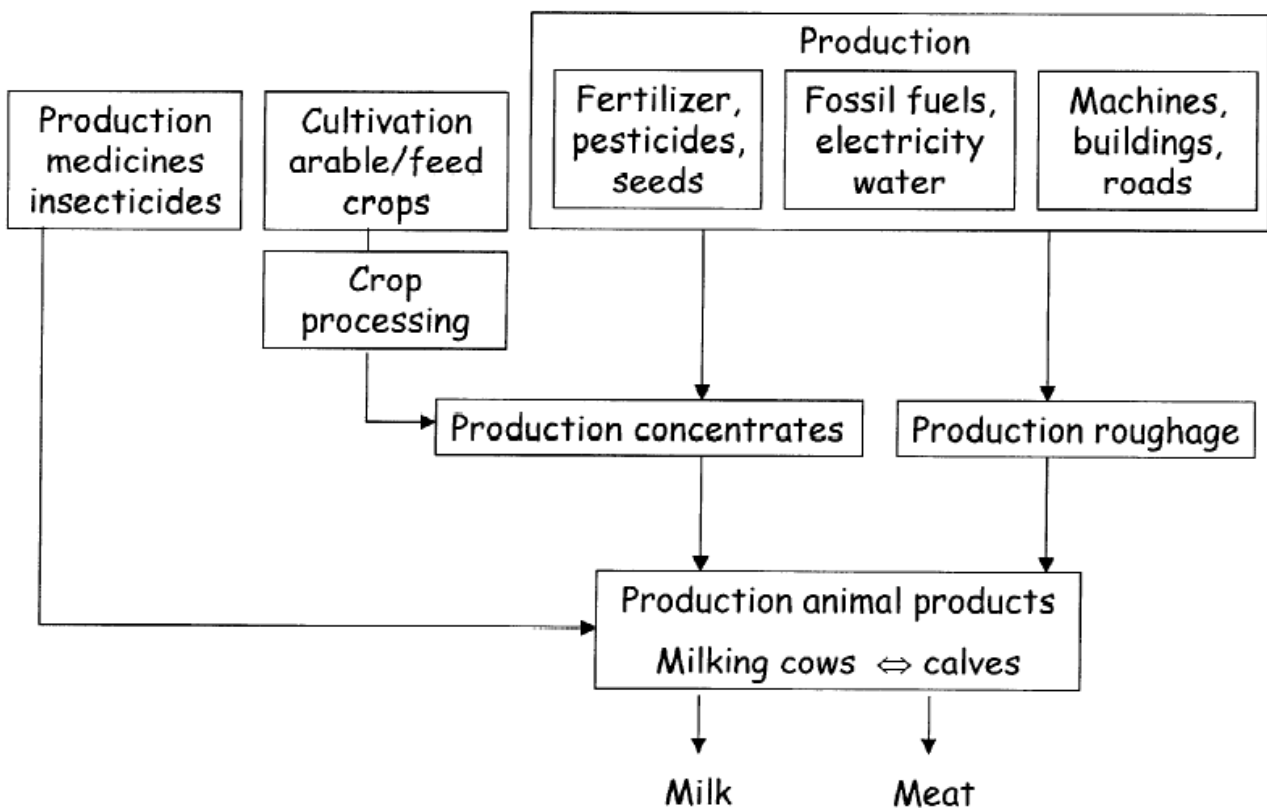 Production
Production
medicines
insecticides
Cultivation
arable/feed
crops
Fertilizer,
pesticides,
seeds
Fossil fuels,
electricity
water
Machines,
buildings,
roads
Crop
processing
Production concentrates
Production roughage
Production animal products
Milking cows ⇔ calves
Milk
Meat